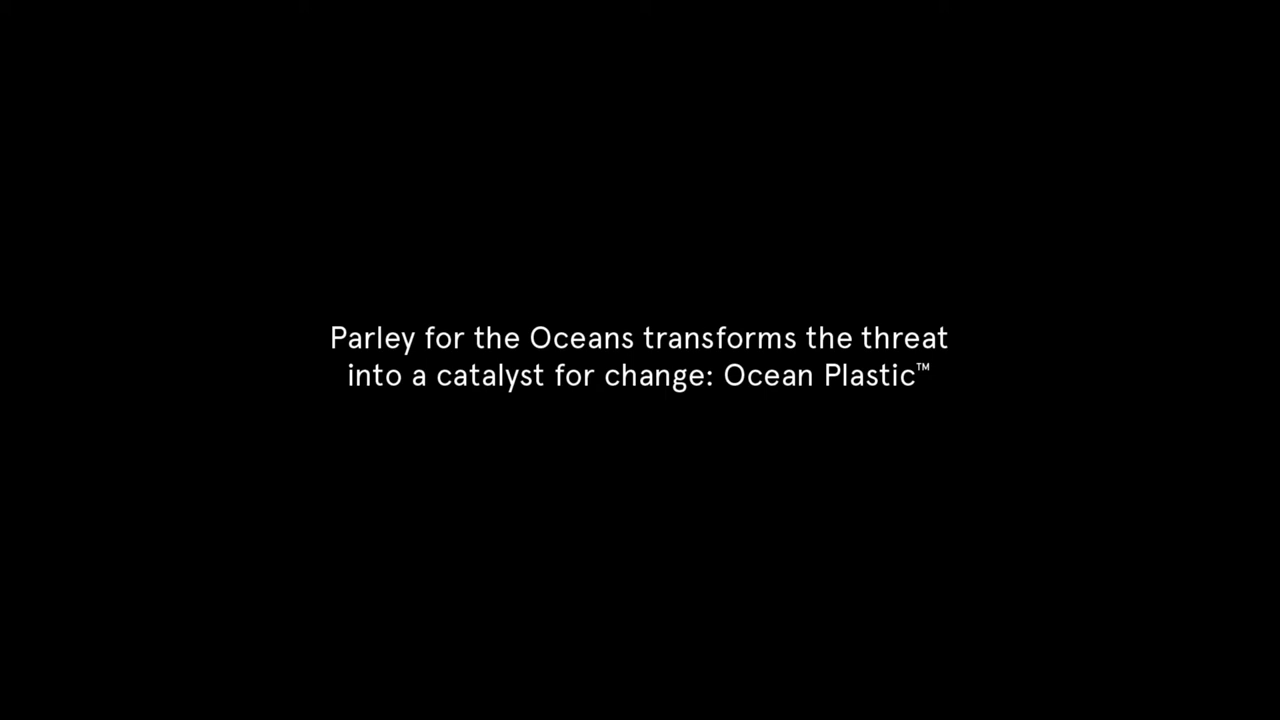 Parley for the Oceans transforms the threat
into a catalyst for change: Ocean Plastic™